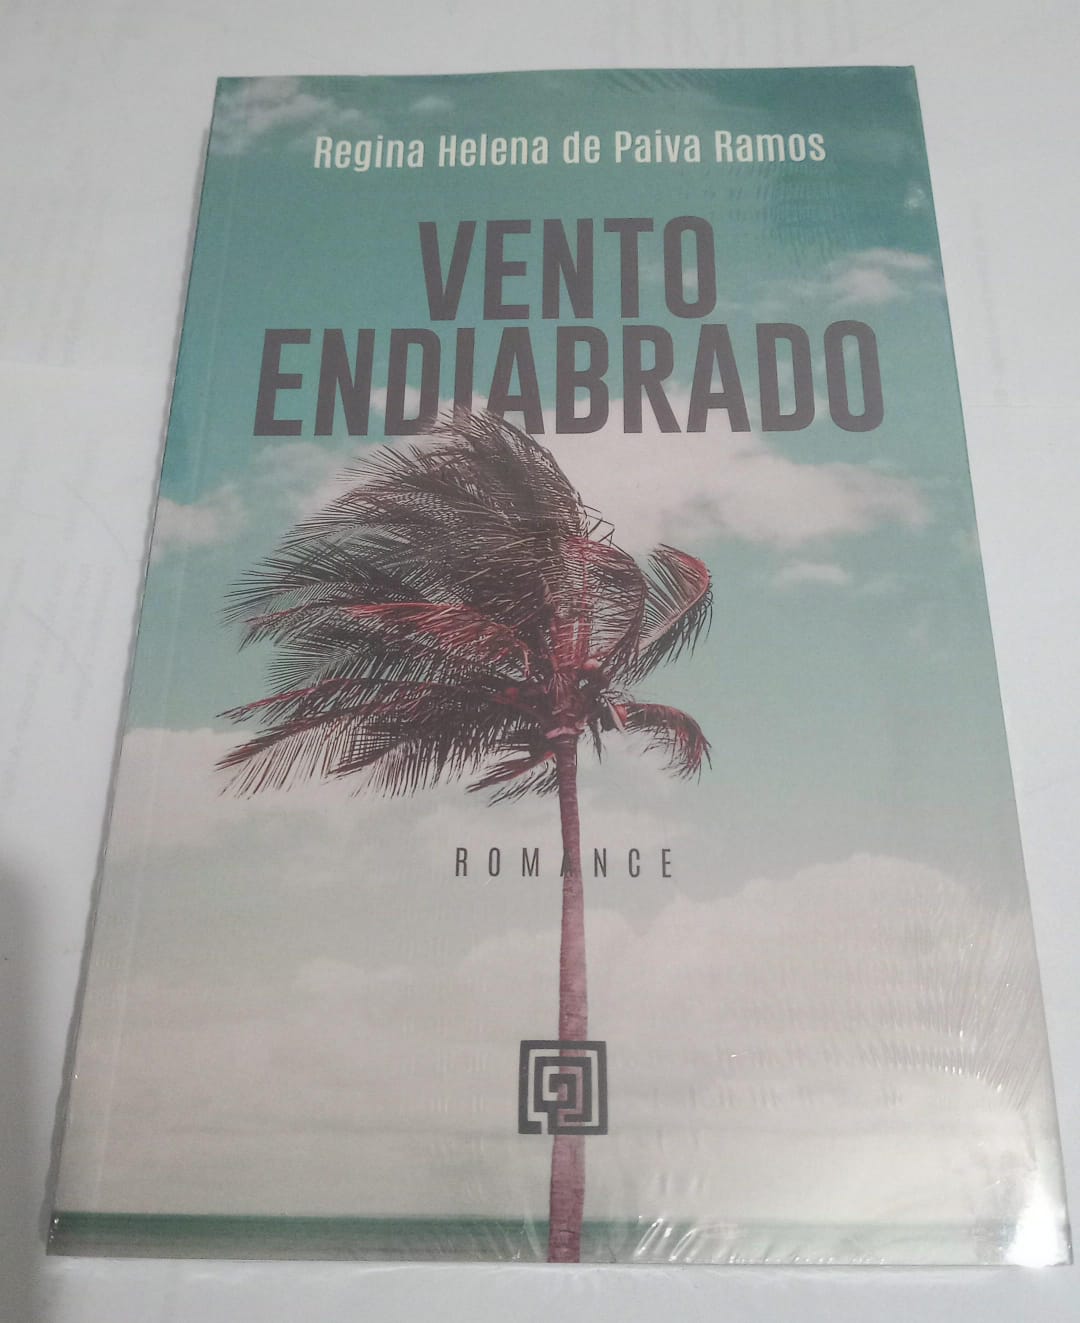 Regina Helena de Paiva Ramos
VENTO
ENDIABRADO
ROMANCE